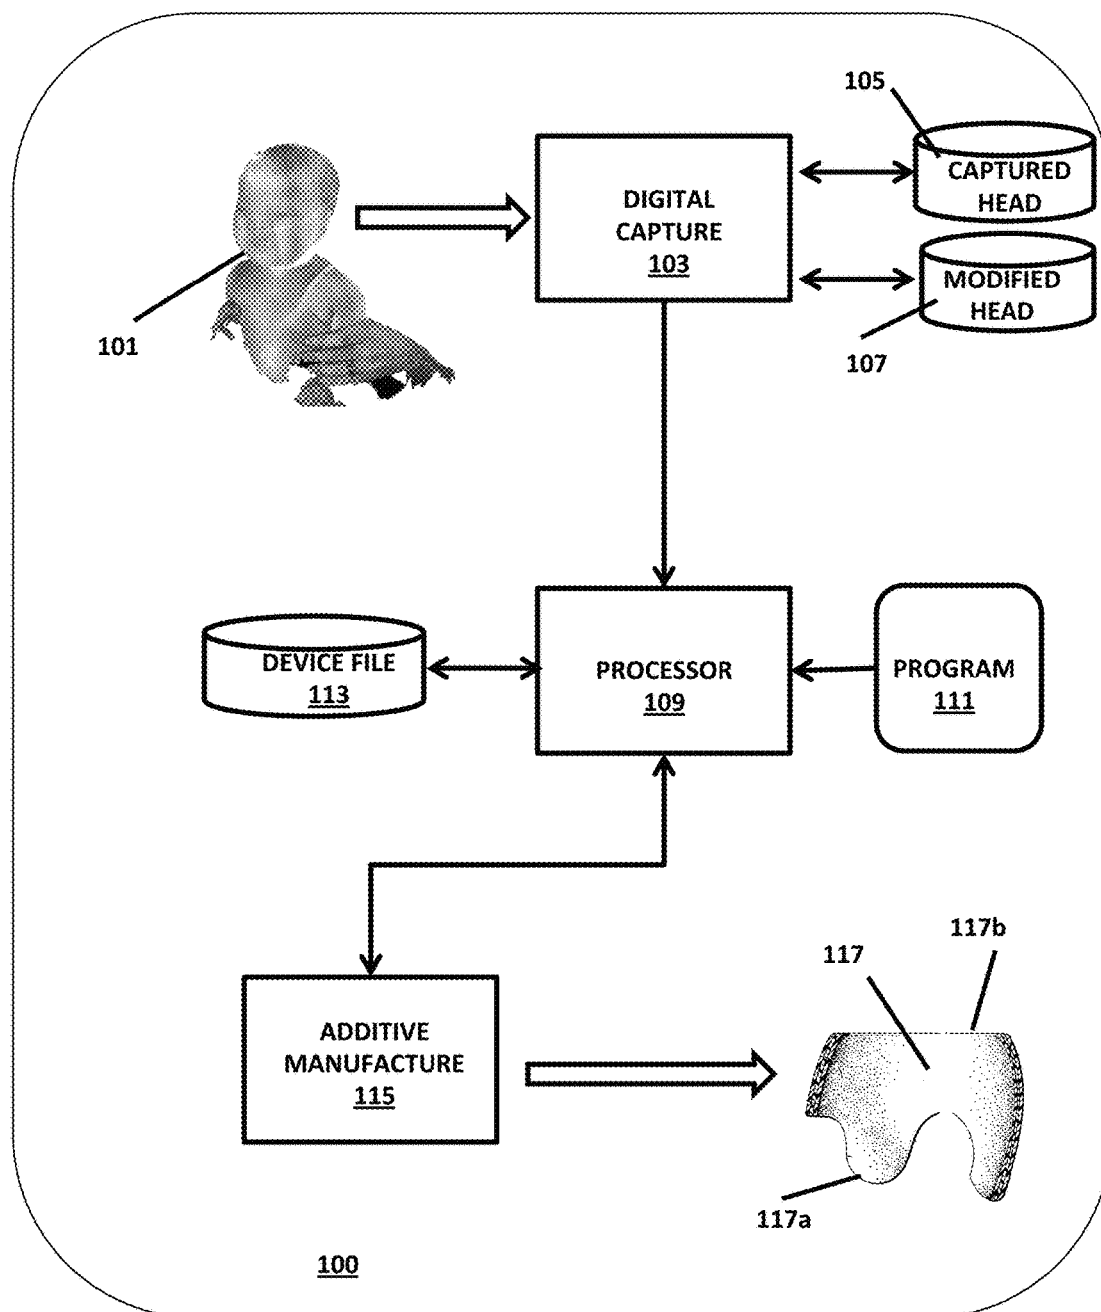 105
CAPTURED
HEAD
DIGITAL
CAPTURE
103
MODIFIED
HEAD
101
107
DEVICE FILE
113
PROCESSOR
109
PROGRAM
111
117b
117
ADDITIVE
MANUFACTURE
115
117a
100